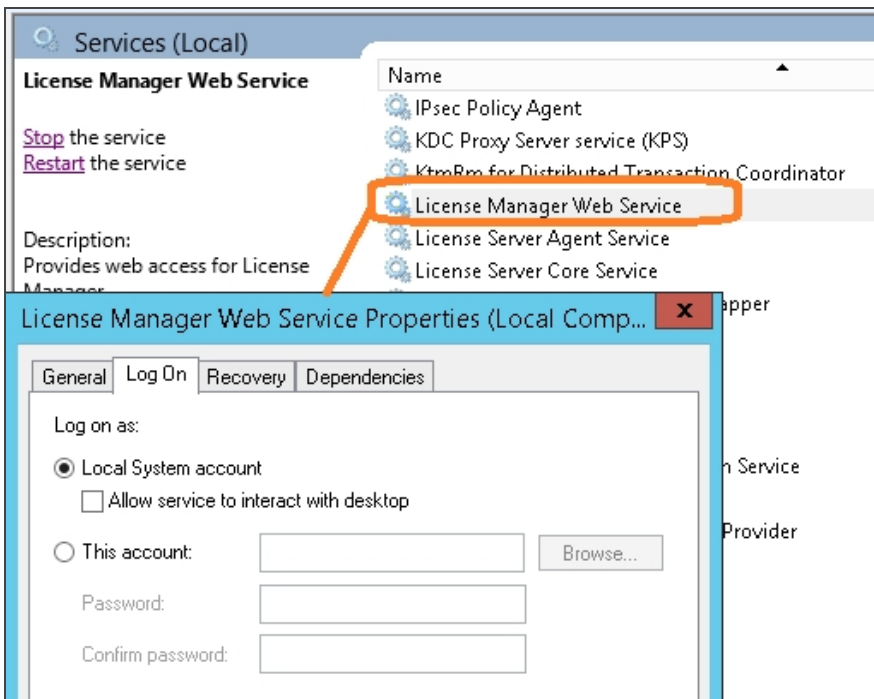 Services (Local)
License Manager Web Service
Stop the service
Restart the service
Description:
Provides web access for License
Manager
Name
IPsec Policy Agent
KDC Proxy Server service (KPS)
KtmRm for Distributed Transaction Coordinator
License Manager Web Service
License Server Agent Service
License Server Core Service
apper
n Service
Provider
License Manager Web Service Properties (Local Comp...
x
General
Log On
Recovery
Dependencies
Log on as:
Local System account
Allow service to interact with desktop
This account:
Browse...
Password:
Confirm password: